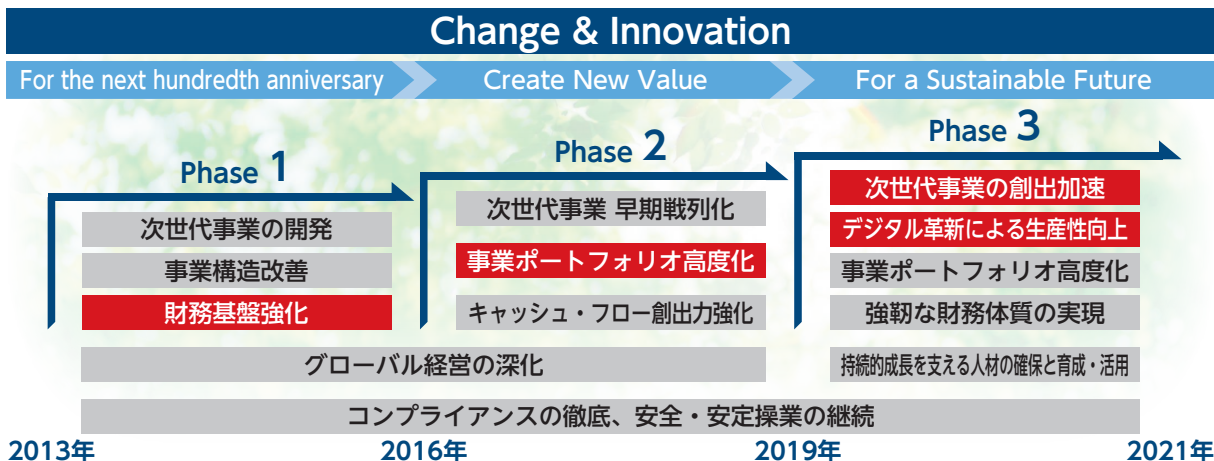 Change & Innovation
For the next hundredth anniversary
Create New Value
For a Sustainable Future
Phase 1
次世代事業の開発
事業構造改善
財務基盤強化
Phase 2
次世代事業 早期戦列化
事業ポートフォリオ高度化
キャッシュ・フロー創出力強化
Phase 3
次世代事業の創出加速
デジタル革新による生産性向上
事業ポートフォリオ高度化
強靭な財務体質の実現
グローバル経営の深化
持続的成長を支える人材の確保と育成・活用
コンプライアンスの徹底、安全・安定操業の継続
2013年
2016年
2019年
2021年